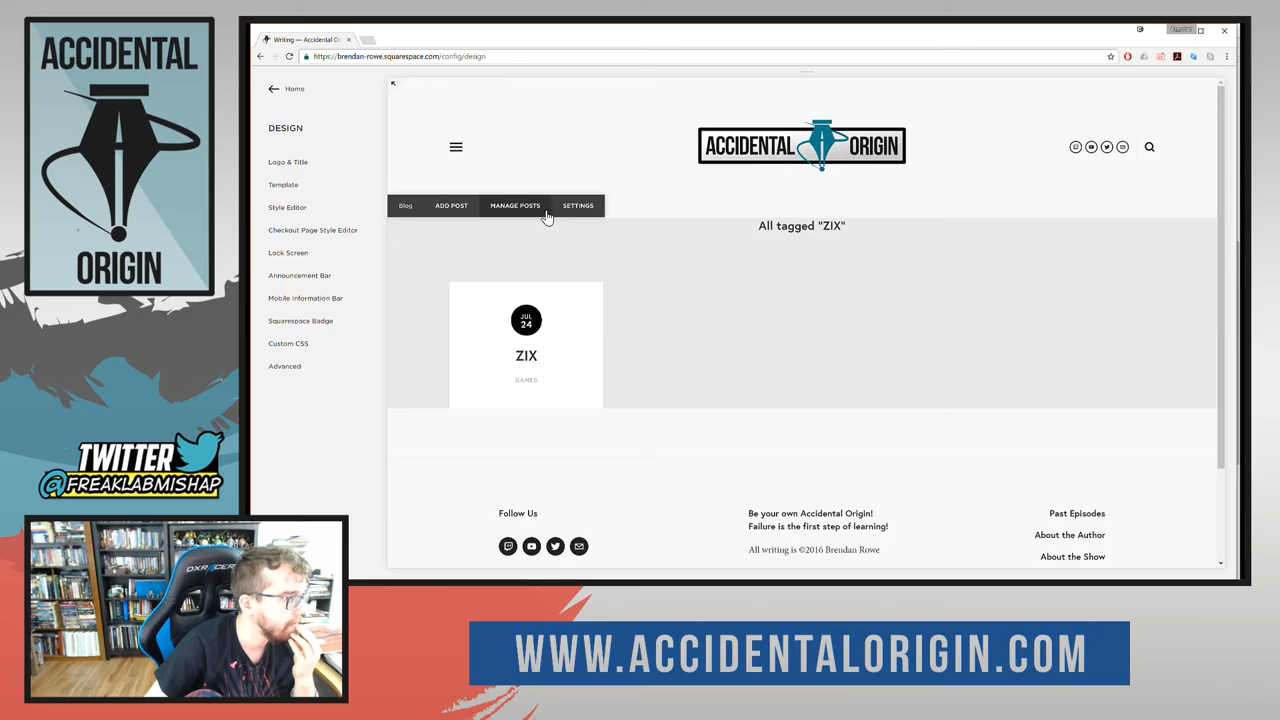 ACCIDENTAL
ORIGIN
TWITTER
@FREAKLABMISHAP
DXRACER
Writing — Accidental Or
https://brendan-rowe.squarespace.com/config/design
Home
DESIGN
Logo & Title
Template
Style Editor
Checkout Page Style Editor
Lock Screen
Announcement Bar
Mobile Information Bar
Squarespace Badge
Custom CSS
Advanced
ACCIDENTAL ORIGIN
Blog ADD POST MANAGE POSTS SETTINGS
All tagged "ZIX"
JUL
24
ZIX
GAMES
Follow Us
Be your own Accidental Origin!
Failure is the first step of learning!
All writing is ©2016 Brendan Rowe
Past Episodes
About the Author
About the Show
WWW.ACCIDENTALORIGIN.COM